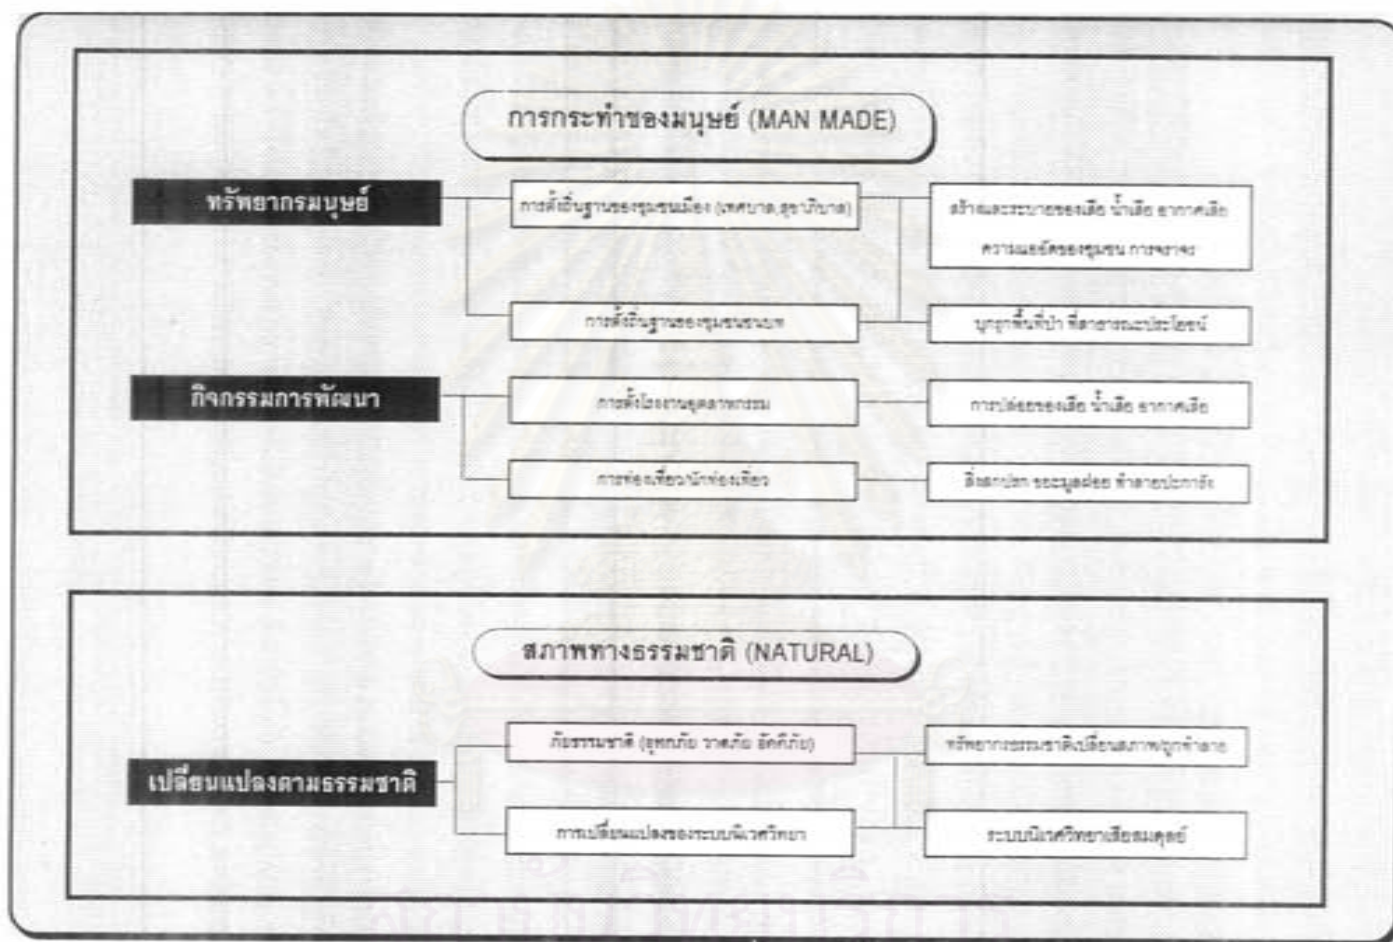 การกระทำของมนุษย์ (MAN MADE)
ทรัพยากรมนุษย์
การตั้งถิ่นฐานของชุมชนเมือง (เทศบาล,สุขาภิบาล)
สร้างและระบายของเสีย น้ำเสีย อากาศเสีย
ความแออัดของชุมชน การจราจร
การตั้งถิ่นฐานของชุมชนชนบท
บุกรุกพื้นที่ป่า ที่สาธารณะประโยชน์
กิจกรรมการพัฒนา
การตั้งโรงงานอุตสาหกรรม
การปล่อยของเสีย น้ำเสีย อากาศเสีย
การท่องเที่ยว/นักท่องเที่ยว
สิ่งสกปรก ขยะมูลฝอย ทำลายปะการัง
สภาพทางธรรมชาติ (NATURAL)
เปลี่ยนแปลงตามธรรมชาติ
ภัยธรรมชาติ (อุทกภัย วาตภัย อัคคีภัย)
ทรัพยากรธรรมชาติเปลี่ยนสภาพ/ถูกทำลาย
การเปลี่ยนแปลงของระบบนิเวศวิทยา
ระบบนิเวศวิทยาเสียสมดุลย์